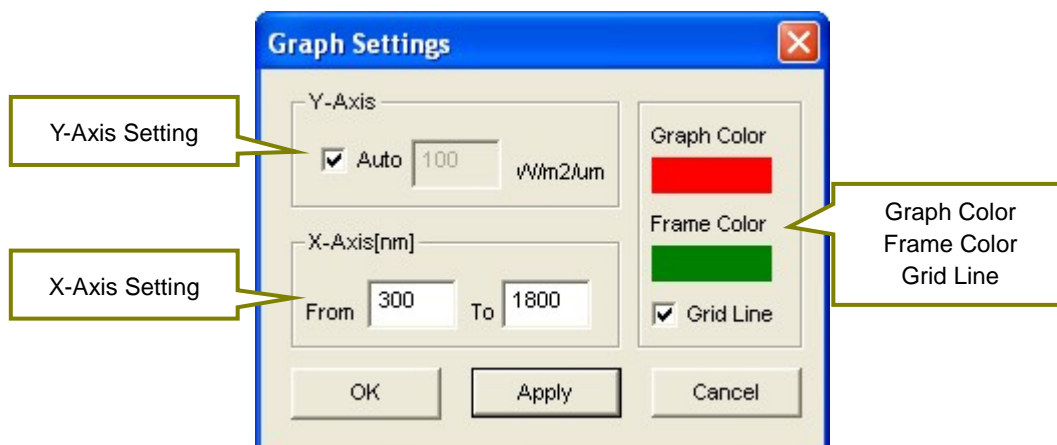 Graph Settings
Y-Axis Setting
Y-Axis
Auto 100 W/m2/um
X-Axis Setting
X-Axis[nm]
From 300 To 1800
Graph Color
Frame Color
Grid Line
Graph Color
Frame Color
Grid Line
OK Apply Cancel